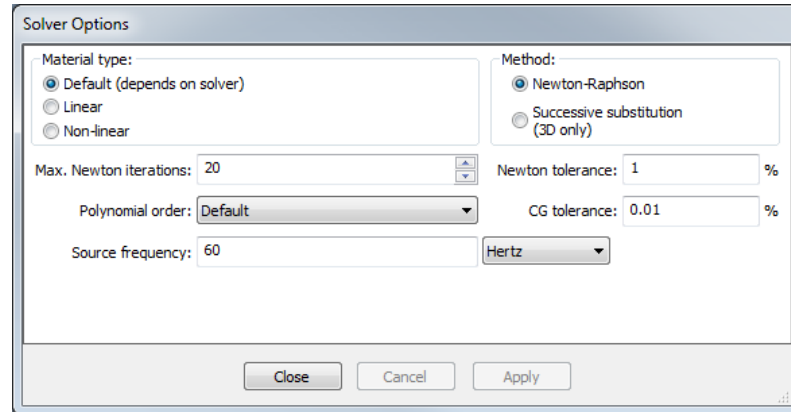 Solver Options
Material type:
Default (depends on solver)
Linear
Non-linear
Method:
Newton-Raphson
Successive substitution
(3D only)
Max. Newton iterations: 20
Newton tolerance: 1 %
Polynomial order: Default
CG tolerance: 0.01 %
Source frequency: 60 Hertz
Close Cancel Apply